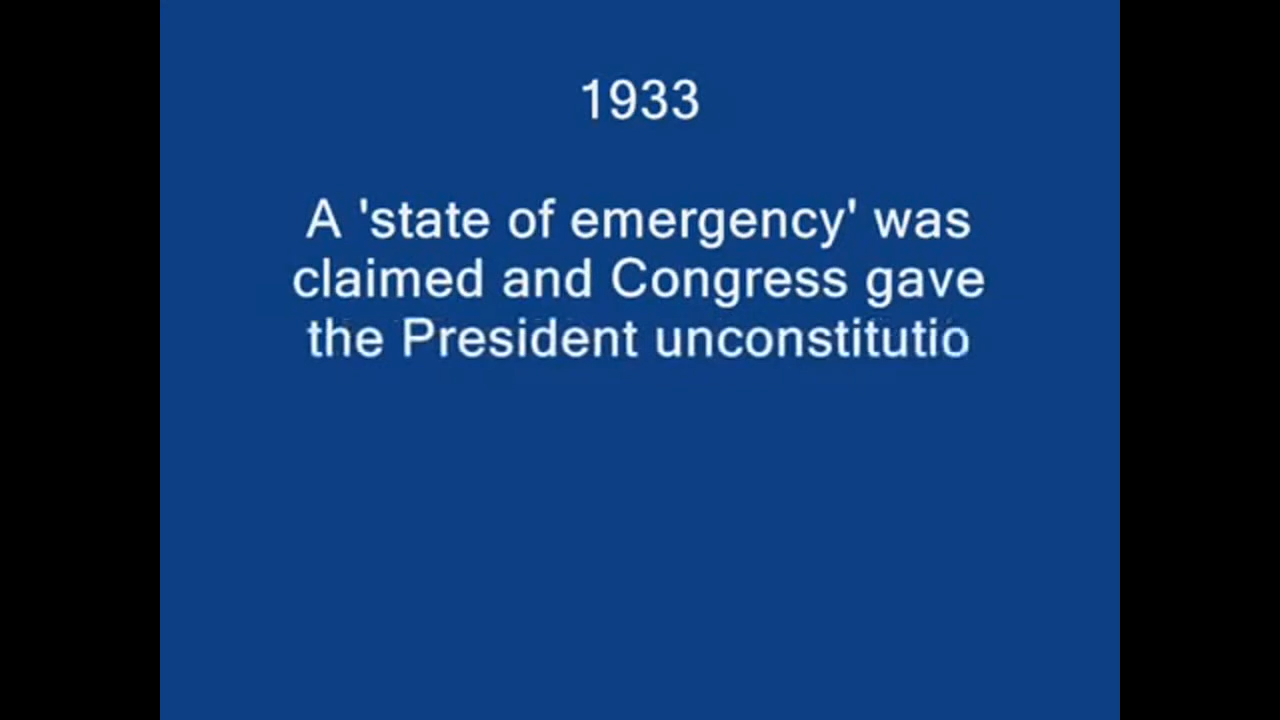 1933
A 'state of emergency' was
claimed and Congress gave
the President unconstitutio